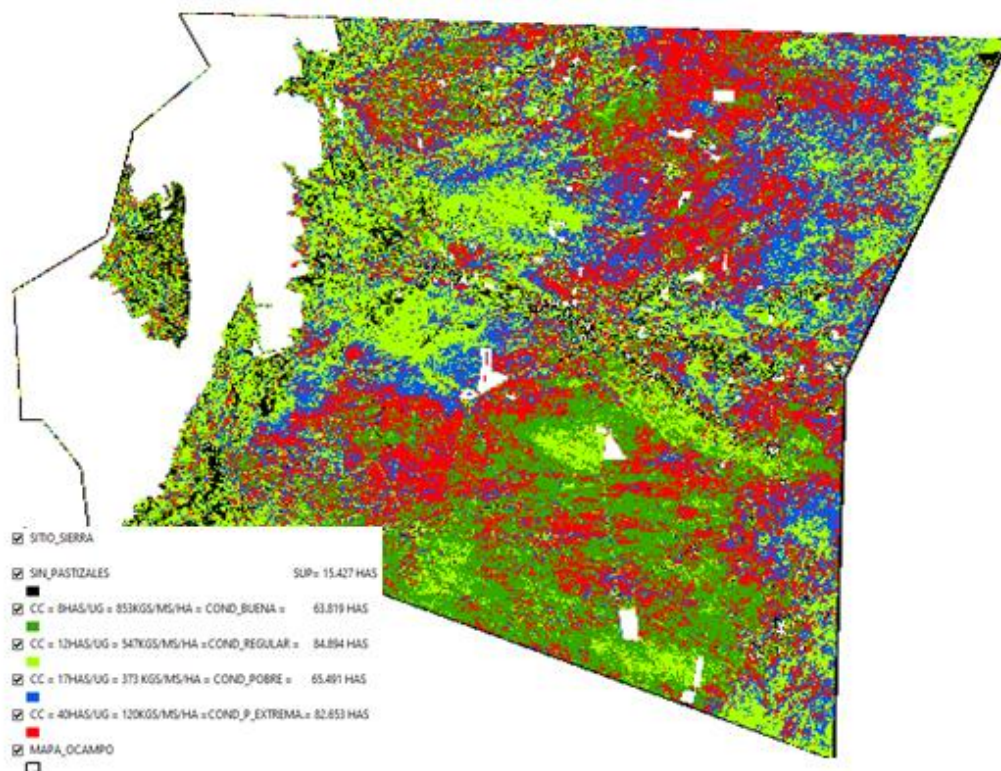 SITIO_SIERRA
SIN_PASTIZALES SUP= 15.427 HAS
CC = 8HAS/UG = 853KGS/MS/HA = COND_BUENA = 63.819 HAS
CC = 12HAS/UG = 547KGS/MS/HA =COND_REGULAR = 84.894 HAS
CC = 17HAS/UG = 373 KGS/MS/HA = COND_POBRE = 65.491 HAS
CC = 40HAS/UG = 120KGS/MS/HA =COND_P_EXTREMA.= 82.653 HAS
MAPA_OCAMPO